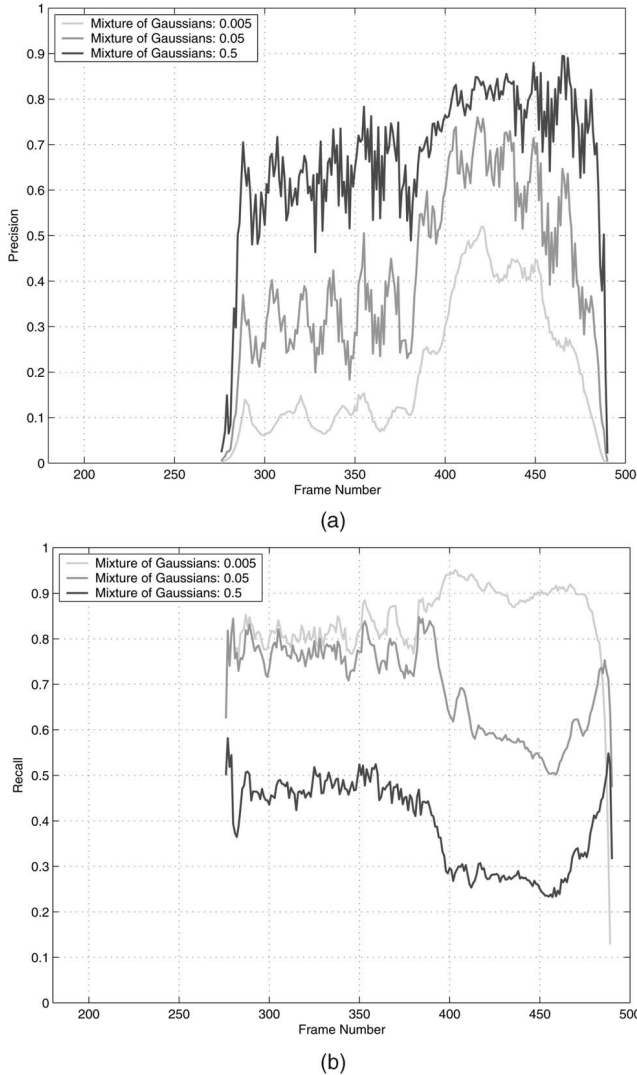 Mixture of Gaussians: 0.005
Mixture of Gaussians: 0.05
Mixture of Gaussians: 0.5
1
0.9
0.8
0.7
0.6
0.5
0.4
0.3
0.2
0.1
0
Precision
200 250 300 350 400 450 500
Frame Number
(a)
Mixture of Gaussians: 0.005
Mixture of Gaussians: 0.05
Mixture of Gaussians: 0.5
1
0.9
0.8
0.7
0.6
0.5
0.4
0.3
0.2
0.1
0
Recall
200 250 300 350 400 450 500
Frame Number
(b)